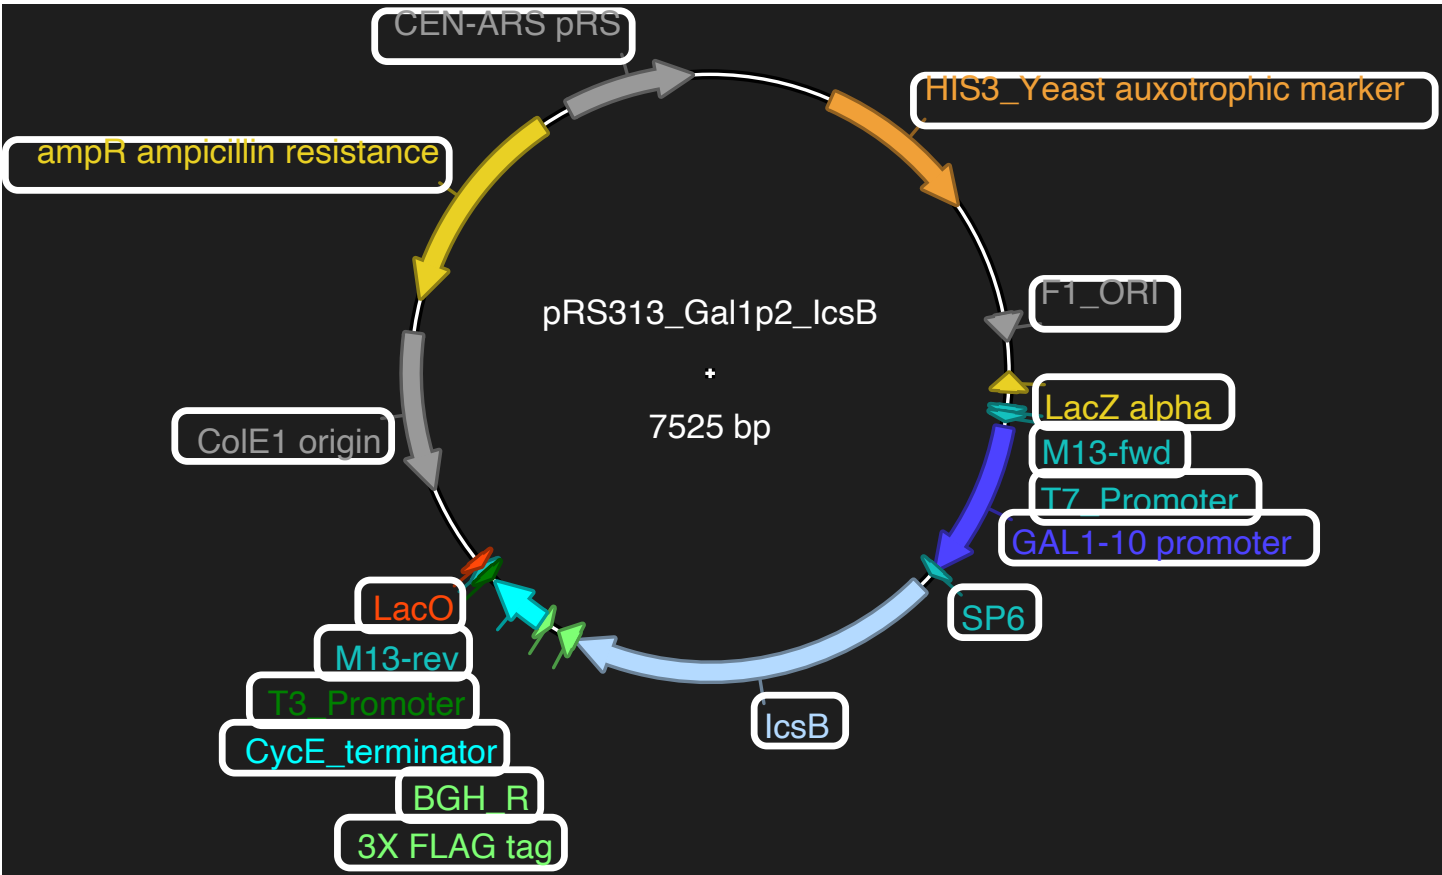 CEN-ARS pRS
HIS3_Yeast auxotrophic marker
ampR ampicillin resistance
F1_ORI
pRS313_Gal1p2_IcsB
7525 bp
LacZ alpha
ColE1 origin
M13-fwd
T7_Promoter
GAL1-10 promoter
LacO
SP6
M13-rev
T3_Promoter
IcsB
CycE_terminator
BGH_R
3X FLAG tag